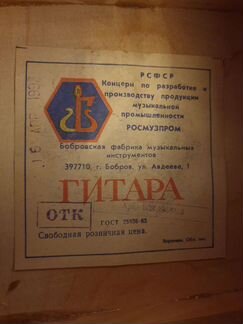 РСФСР
Концерн по разработке и
производству продукции
музыкальной
промышленности
РОСМУЗПРОМ
Бобровская фабрика музыкальных
инструментов
397710, г. Бобров, ул. Авдеева, 1
ГИТАРА
ОТК
ГОСТ
Свободная розничная цена.